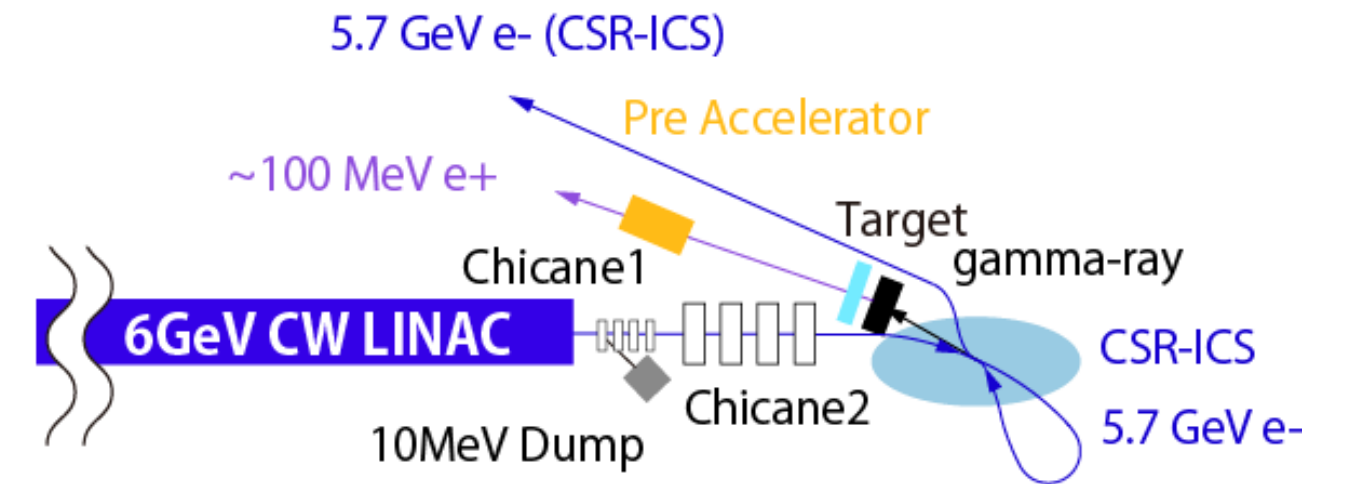 5.7 GeV e- (CSR-ICS)
Pre Accelerator
~100 MeV e+
Target
gamma-ray
Chicane1
6GeV CW LINAC
CSR-ICS
Chicane2
5.7 GeV e-
10MeV Dump